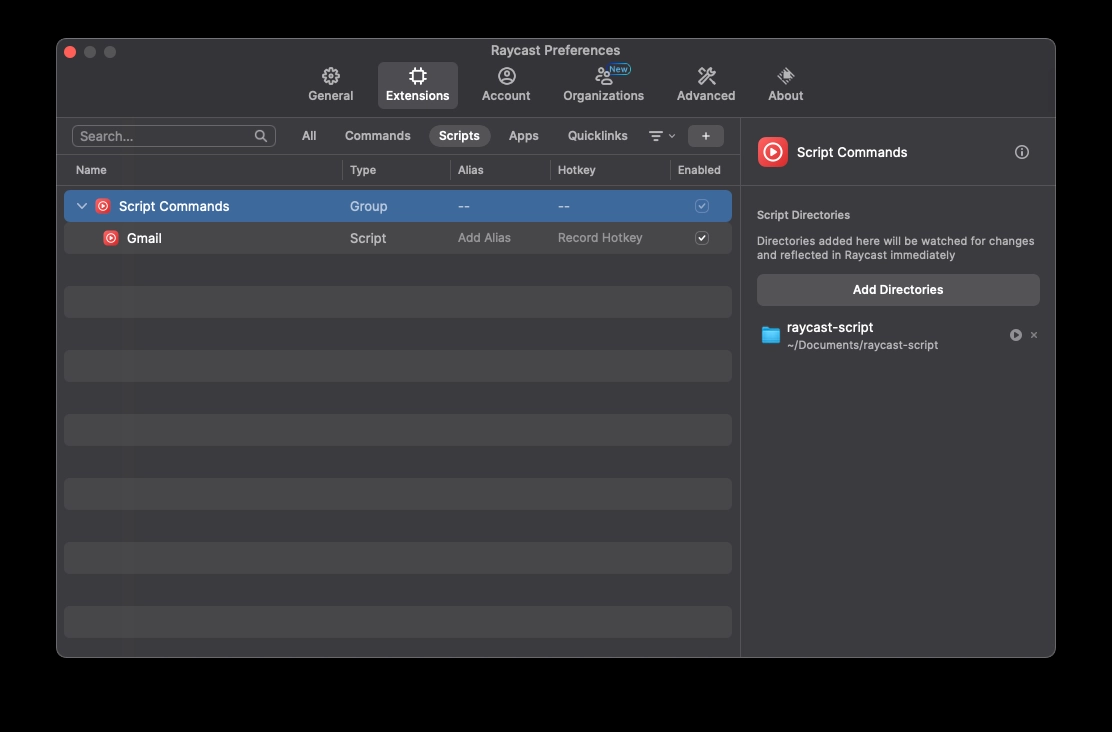 Raycast Preferences
General
Extensions
Account
Organizations
New
Advanced
About
Search...
All
Commands
Scripts
Apps
Quicklinks
+
Name
Type
Alias
Hotkey
Enabled
Script Commands Group -- --
Gmail Script Add Alias Record Hotkey
Script Commands
Script Directories
Directories added here will be watched for changes
and reflected in Raycast immediately
Add Directories
raycast-script
~/Documents/raycast-script